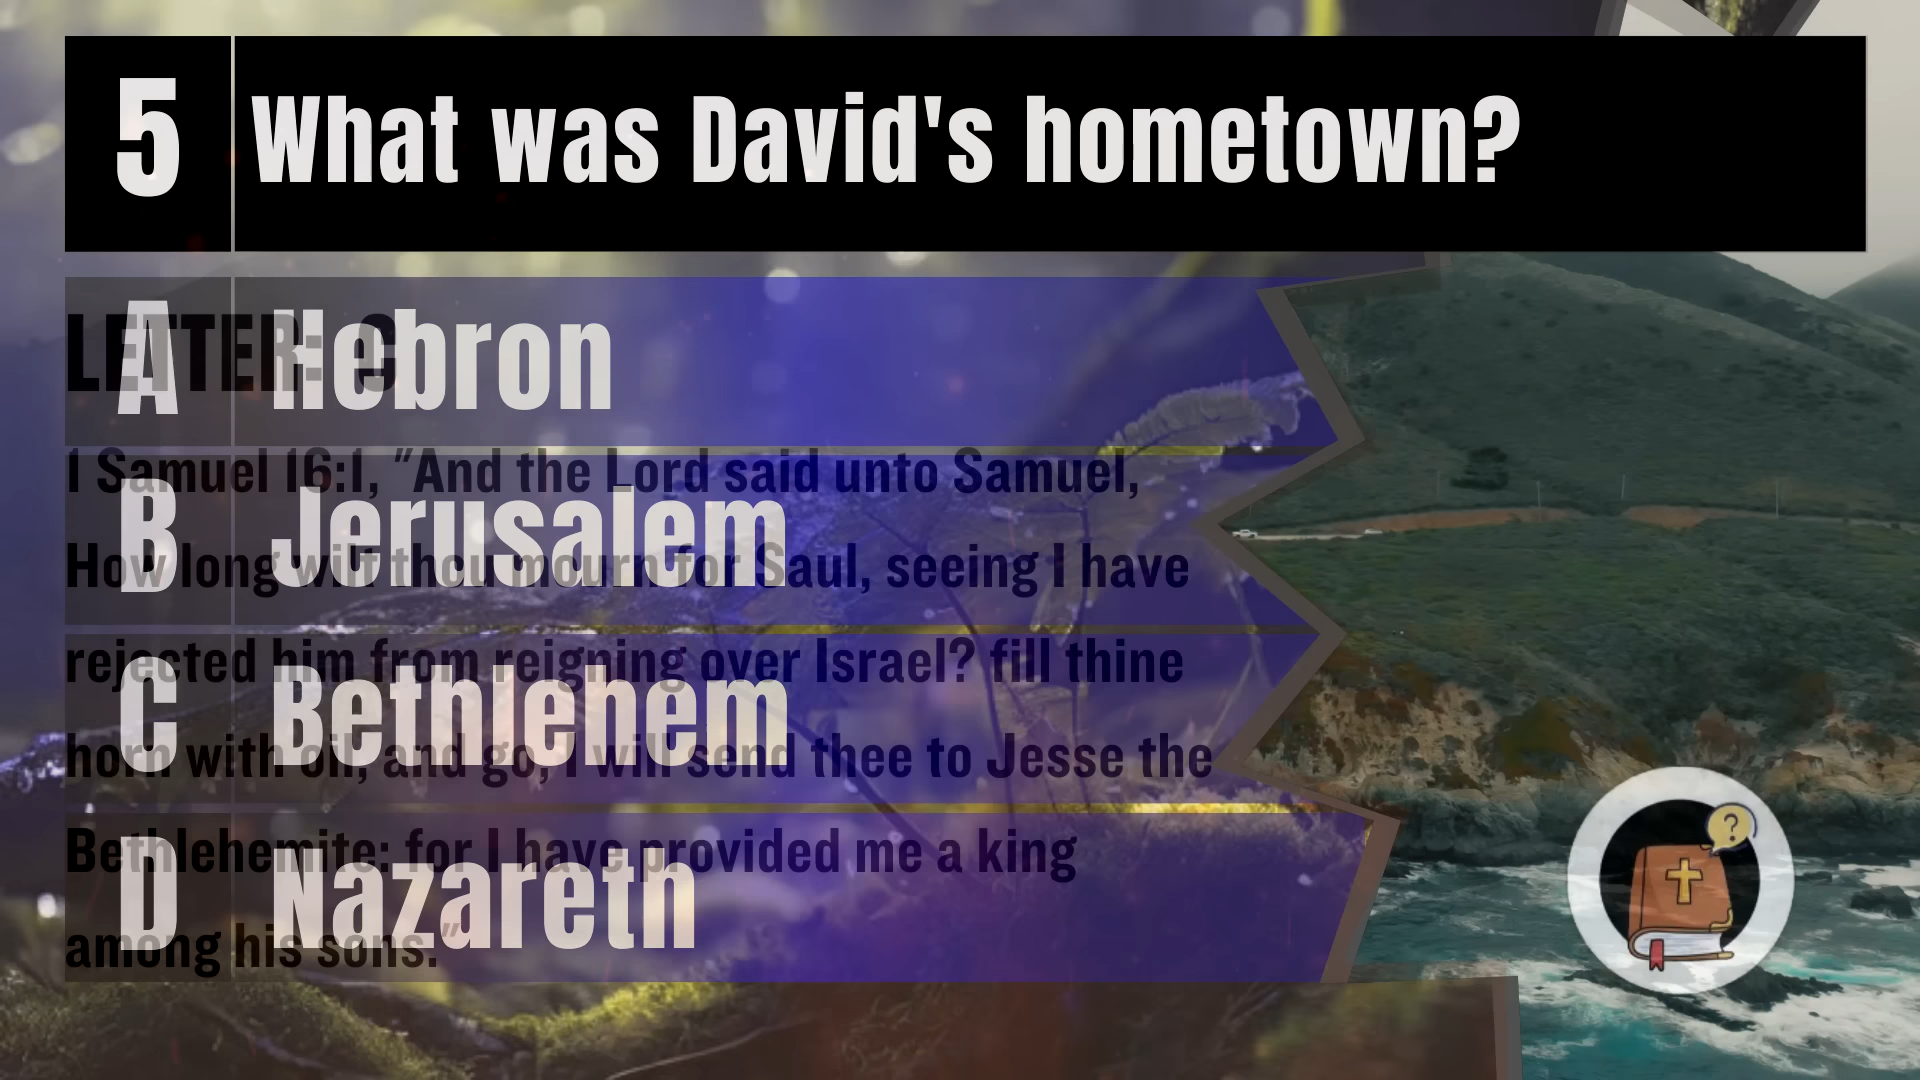 5 What was David's hometown?
LETTER: C
A Hebron
1 Samuel 16:1, "And the Lord said unto Samuel,
B Jerusalem
How long wilt thou mourn for Saul, seeing I have
rejected him from reigning over Israel? fill thine
C Bethlehem
horn with oil, and go, I will send thee to Jesse the
Bethlehemite: for I have provided me a king
D Nazareth
among his sons."
?